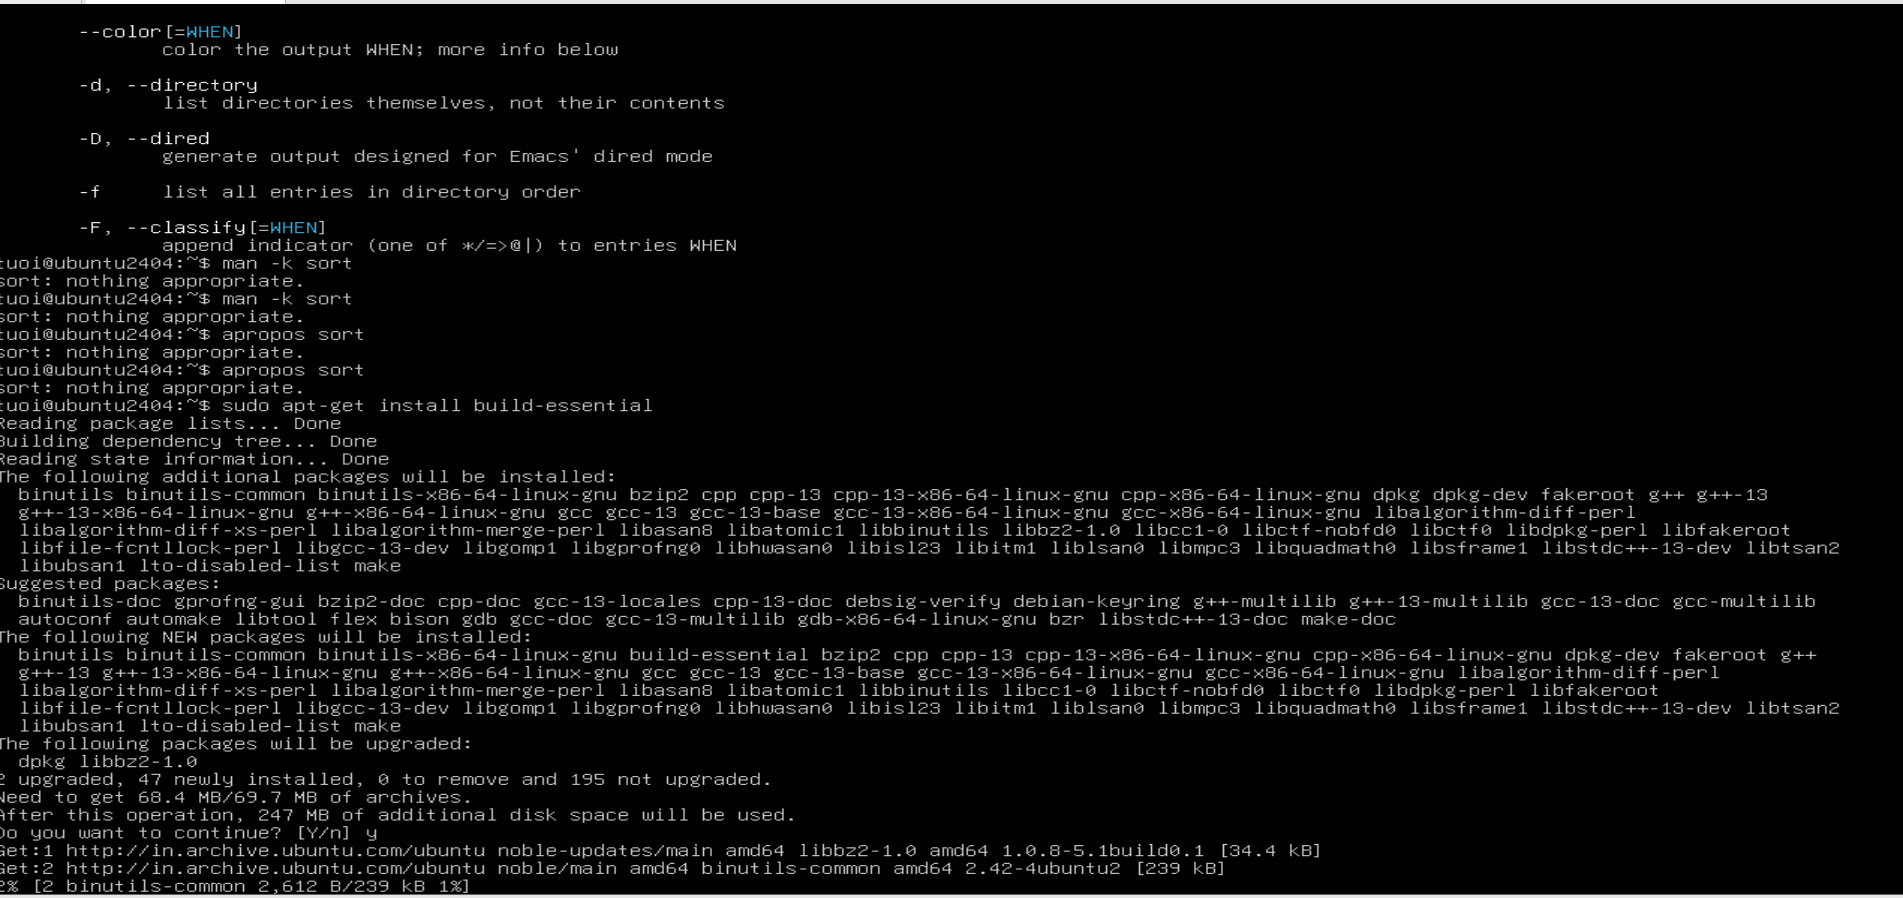 --color[=WHEN]
color the output WHEN; more info below
-d, --directory
list directories themselves, not their contents
-D, --dired
generate output designed for Emacs' dired mode
-f list all entries in directory order
-F, --classify[=WHEN]
append indicator (one of */=>@|) to entries WHEN
tuoi@ubuntu2404:~$ man -k sort
sort: nothing appropriate.
tuoi@ubuntu2404:~$ man -k sort
sort: nothing appropriate.
tuoi@ubuntu2404:~$ apropos sort
sort: nothing appropriate.
tuoi@ubuntu2404:~$ apropos sort
sort: nothing appropriate.
tuoi@ubuntu2404:~$ sudo apt-get install build-essential
Reading package lists... Done
Building dependency tree... Done
Reading state information... Done
The following additional packages will be installed:
binutils binutils-common binutils-x86-64-linux-gnu bzip2 cpp cpp-13 cpp-13-x86-64-linux-gnu cpp-x86-64-linux-gnu dpkg dpkg-dev fakeroot g++ g++-13
g++-13-x86-64-linux-gnu g++-x86-64-linux-gnu gcc gcc-13 gcc-13-base gcc-13-x86-64-linux-gnu gcc-x86-64-linux-gnu libalgorithm-diff-perl
libalgorithm-diff-xs-perl libalgorithm-merge-perl libasan8 libatomic1 libbinutils libbz2-1.0 libcc1-0 libctf-nobfd0 libctf0 libdpkg-perl libfakeroot
libfile-fcntllock-perl libgcc-13-dev libgomp1 libgprofng0 libhwasan0 libisl23 libitm1 liblsan0 libmpc3 libquadmath0 libsframe1 libstdc++-13-dev libtsan2
libubsan1 lto-disabled-list make
Suggested packages:
binutils-doc gprofng-gui bzip2-doc cpp-doc gcc-13-locales cpp-13-doc debsig-verify debian-keyring g++-multilib g++-13-multilib gcc-13-doc gcc-multilib
autoconf automake libtool flex bison gdb gcc-doc gcc-13-multilib gdb-x86-64-linux-gnu bzr libstdc++-13-doc make-doc
The following NEW packages will be installed:
binutils binutils-common binutils-x86-64-linux-gnu build-essential bzip2 cpp cpp-13 cpp-13-x86-64-linux-gnu cpp-x86-64-linux-gnu dpkg-dev fakeroot g++
g++-13 g++-13-x86-64-linux-gnu g++-x86-64-linux-gnu gcc gcc-13 gcc-13-base gcc-13-x86-64-linux-gnu gcc-x86-64-linux-gnu libalgorithm-diff-perl
libalgorithm-diff-xs-perl libalgorithm-merge-perl libasan8 libatomic1 libbinutils libcc1-0 libctf-nobfd0 libctf0 libdpkg-perl libfakeroot
libfile-fcntllock-perl libgcc-13-dev libgomp1 libgprofng0 libhwasan0 libisl23 libitm1 liblsan0 libmpc3 libquadmath0 libsframe1 libstdc++-13-dev libtsan2
libubsan1 lto-disabled-list make
The following packages will be upgraded:
dpkg libbz2-1.0
2 upgraded, 47 newly installed, 0 to remove and 195 not upgraded.
Need to get 68.4 MB/69.7 MB of archives.
After this operation, 247 MB of additional disk space will be used.
Do you want to continue? [Y/n] y
Get:1 http://in.archive.ubuntu.com/ubuntu noble-updates/main amd64 libbz2-1.0 amd64 1.0.8-5.1build0.1 [34.4 kB]
Get:2 http://in.archive.ubuntu.com/ubuntu noble/main amd64 binutils-common amd64 2.42-4ubuntu2 [239 kB]
2% [2 binutils-common 2,612 B/239 kB 1%]